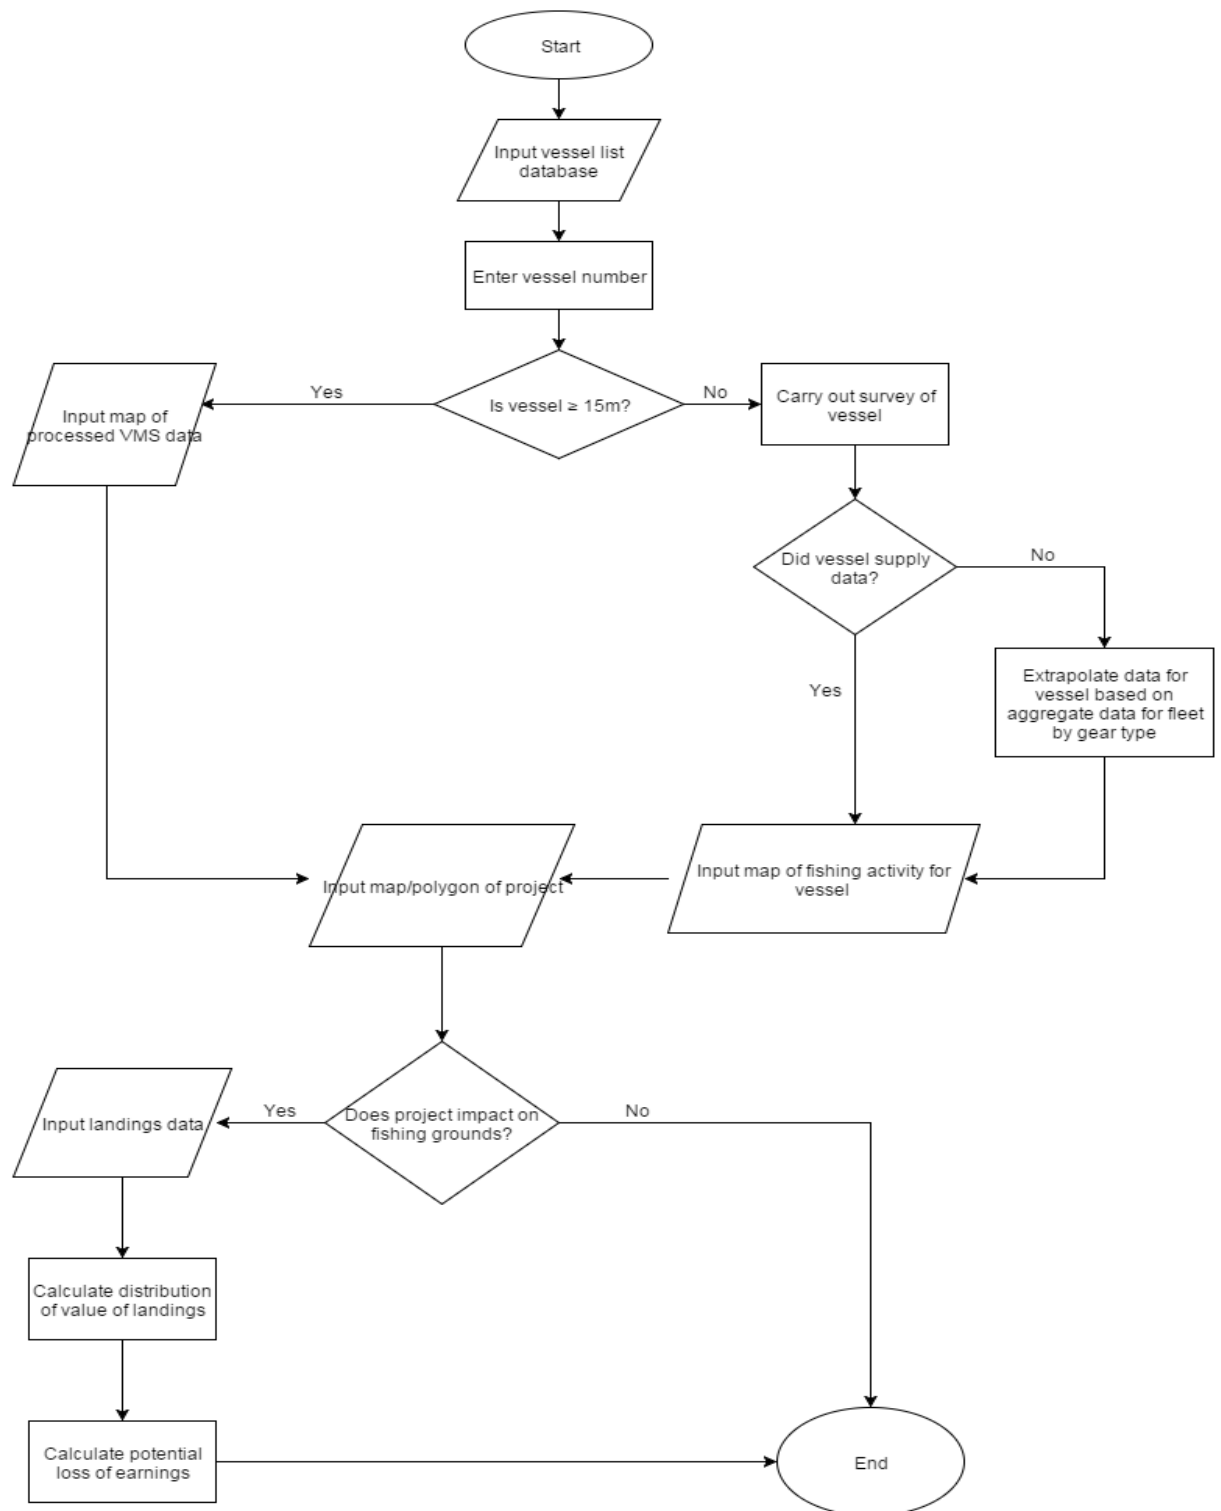 Start
Input vessel list
database
Enter vessel number
Is vessel ≥ 15m?
Yes
No
Input map of
processed VMS data
Carry out survey of
vessel
Did vessel supply
data?
No
Yes
Extrapolate data for
vessel based on
aggregate data for fleet
by gear type
Input map/polygon of project
Input map of fishing activity for
vessel
Does project impact on
fishing grounds?
Yes
No
Input landings data
Calculate distribution
of value of landings
Calculate potential
loss of earnings
End